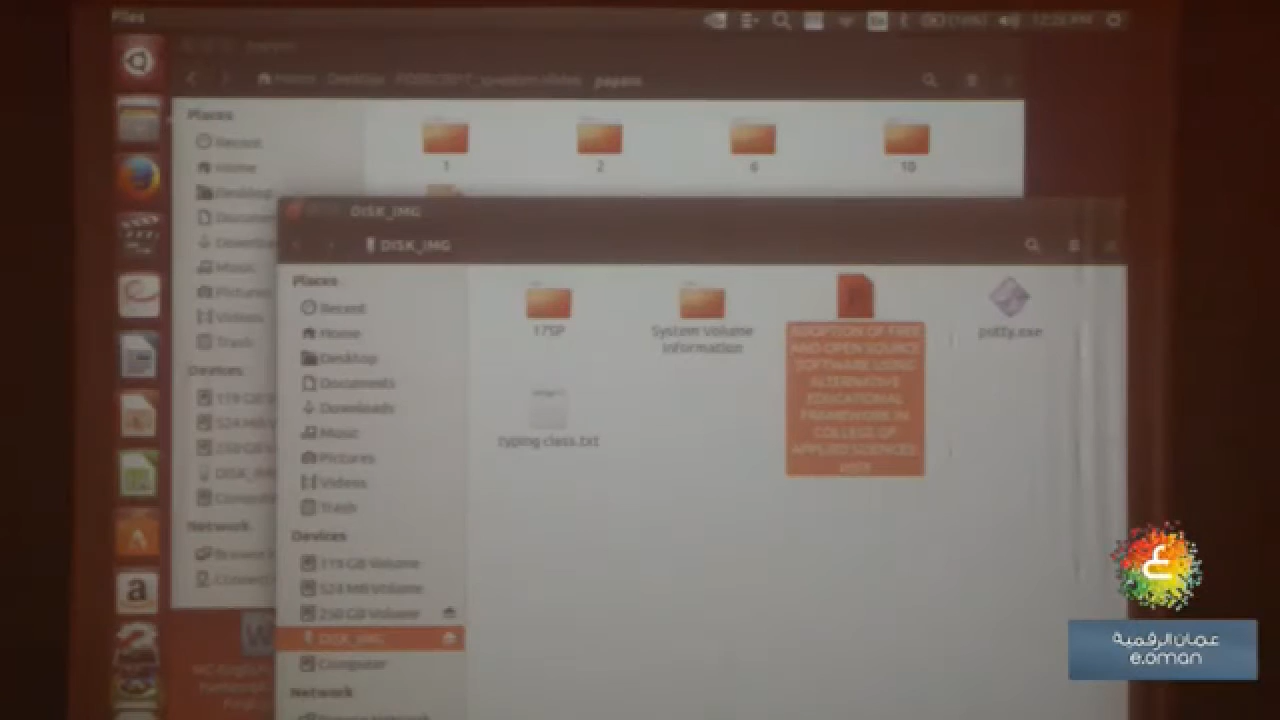 Files
Home Desktop papers
Places
Recent
Home
Desktop
Music
Pictures
Videos
Trash
Devices
Network
1
2
6
10
DISK_IMG
DISK_IMG
Places
Recent
Home
Desktop
Documents
Downloads
Music
Pictures
Videos
Trash
Devices
119 GB Volume
524 MB Volume
250 GB Volume
DISK_IMG
Computer
Network
17SP
System Volume
Information
ADOPTION OF FREE
AND OPEN SOURCE
SOFTWARE USING
ALTERNATIVE
EDUCATIONAL
FRAMEWORK IN
COLLEGE OF
APPLIED SCIENCES
putty.exe
typing class.txt
ع
عمان الرقمية
e.oman